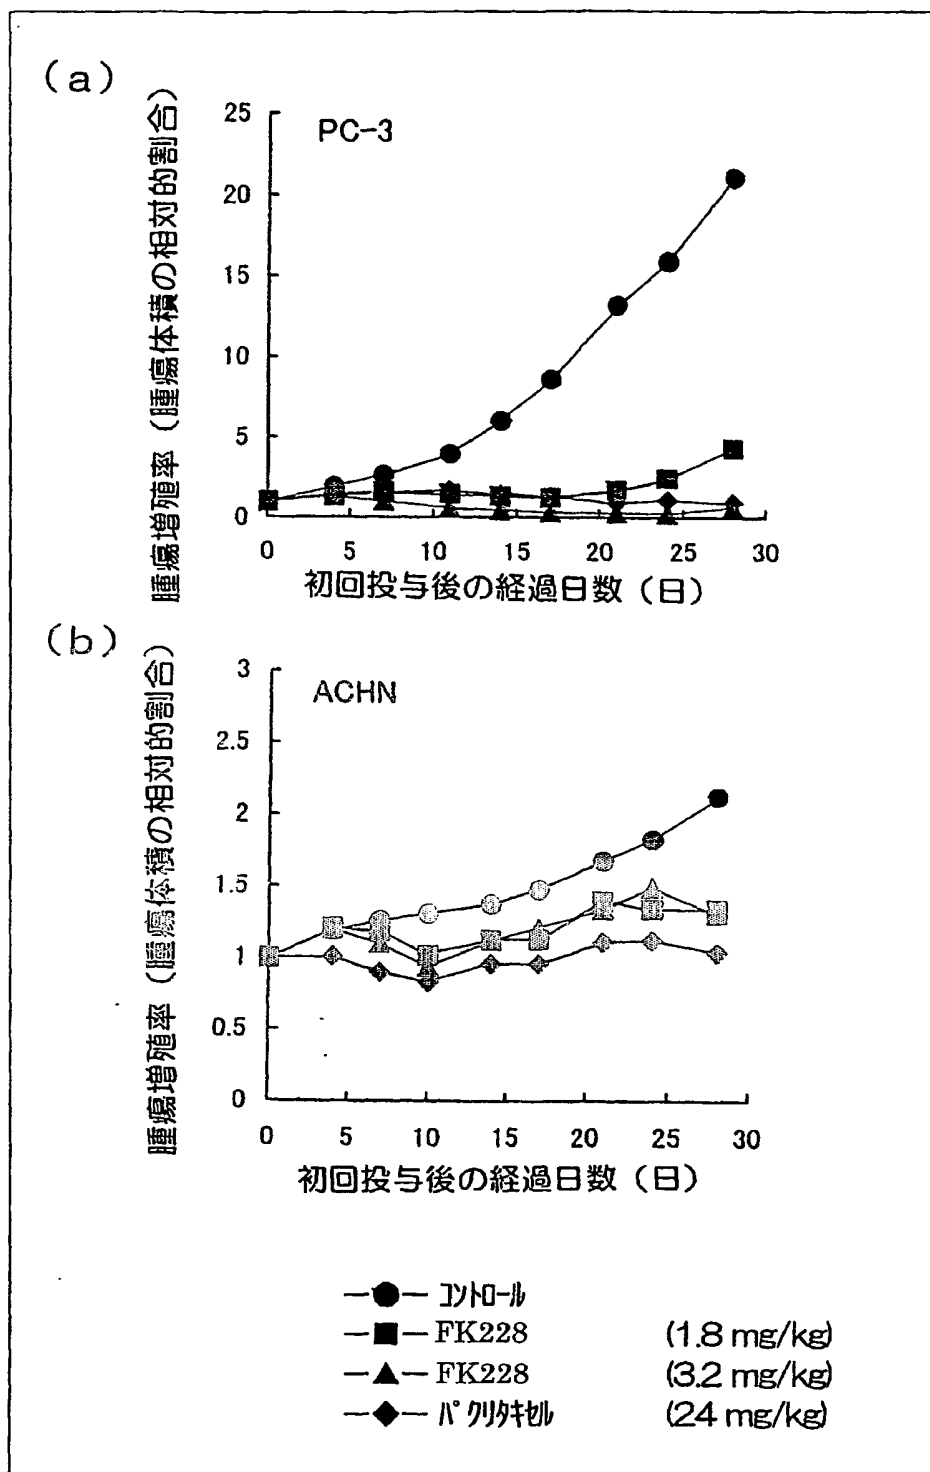 (a)
腫瘍増殖率（腫瘍体積の相対的割合）
PC-3
25
20
15
10
5
0
0 5 10 15 20 25 30
初回投与後の経過日数（日）
(b)
腫瘍増殖率（腫瘍体積の相対的割合）
ACHN
3
2.5
2
1.5
1
0.5
0
0 5 10 15 20 25 30
初回投与後の経過日数（日）
コントロール
FK228 (1.8 mg/kg)
FK228 (3.2 mg/kg)
パクリタキセル (24 mg/kg)